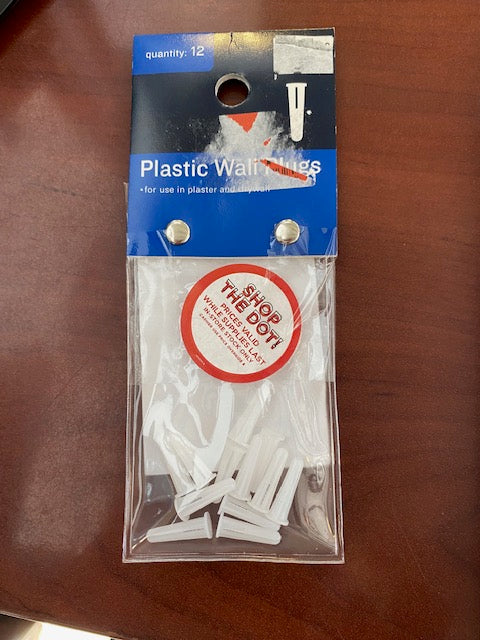 quantity: 12
Plastic Wall Plugs
•for use in plaster and drywall
SHOP
THE DOT!
PRICES VALID
WHILE SUPPLIES LAST
IN-STORE STOCK ONLY